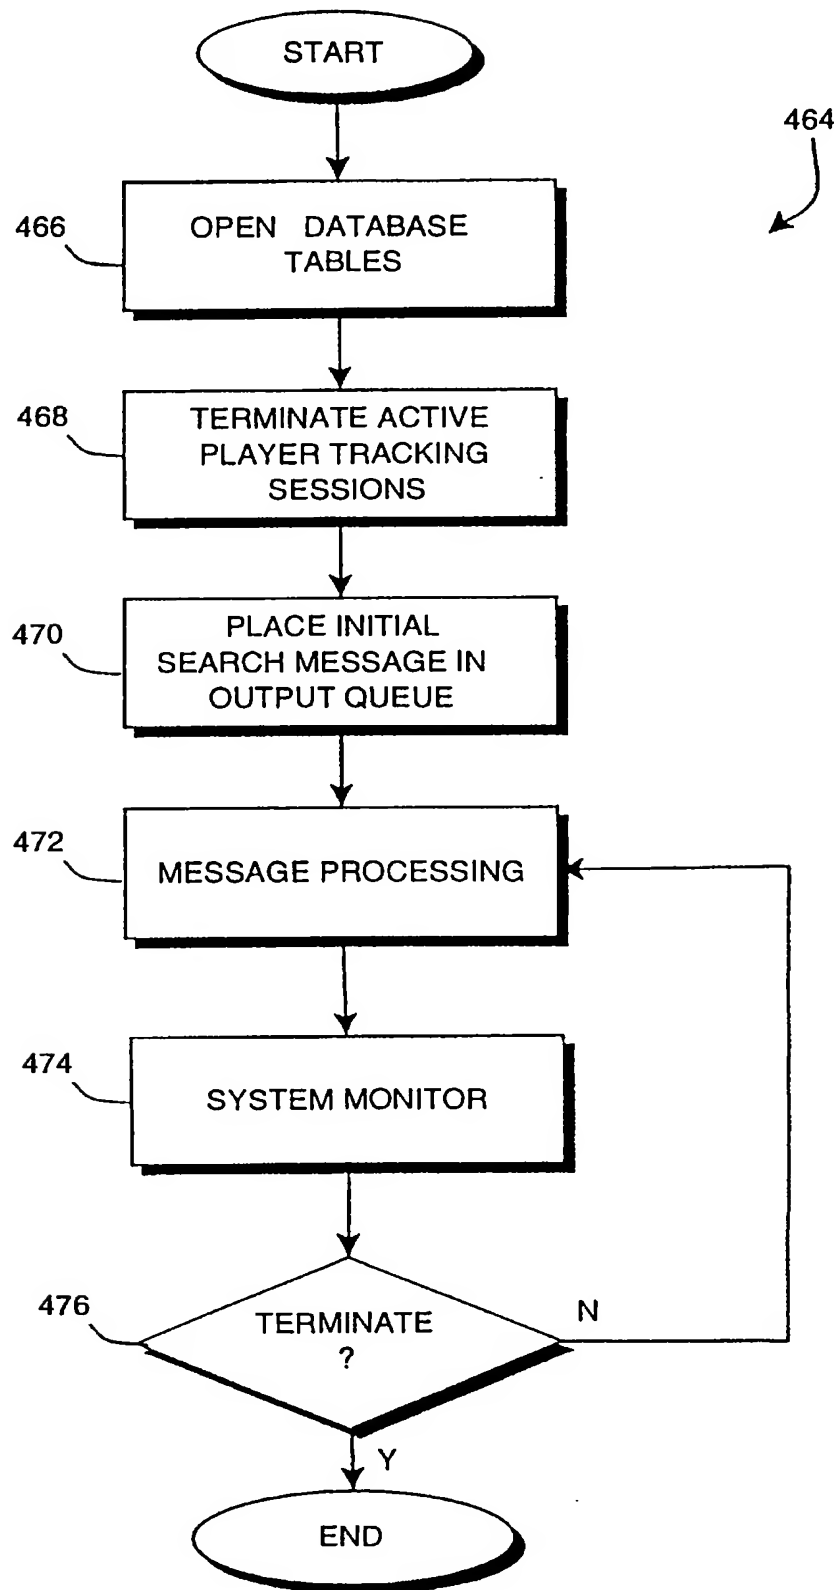 START
464
466
OPEN DATABASE
TABLES
468
TERMINATE ACTIVE
PLAYER TRACKING
SESSIONS
470
PLACE INITIAL
SEARCH MESSAGE IN
OUTPUT QUEUE
472
MESSAGE PROCESSING
474
SYSTEM MONITOR
476
TERMINATE
?
N
Y
END